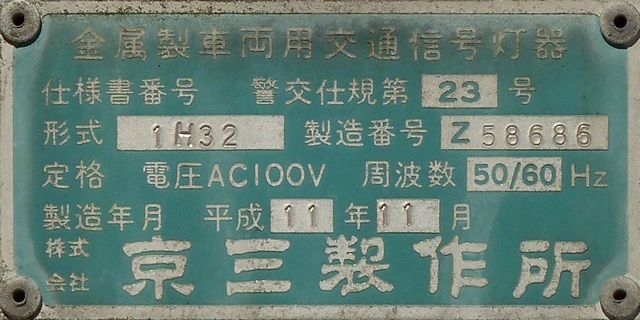 金属製車両用交通信号灯器
仕様書番号 警交仕規第 23 号
形式 1H32 製造番号 Z58686
定格 電圧AC100V 周波数 50/60 Hz
製造年月 平成 11 年 11 月
株式会社 京三製作所